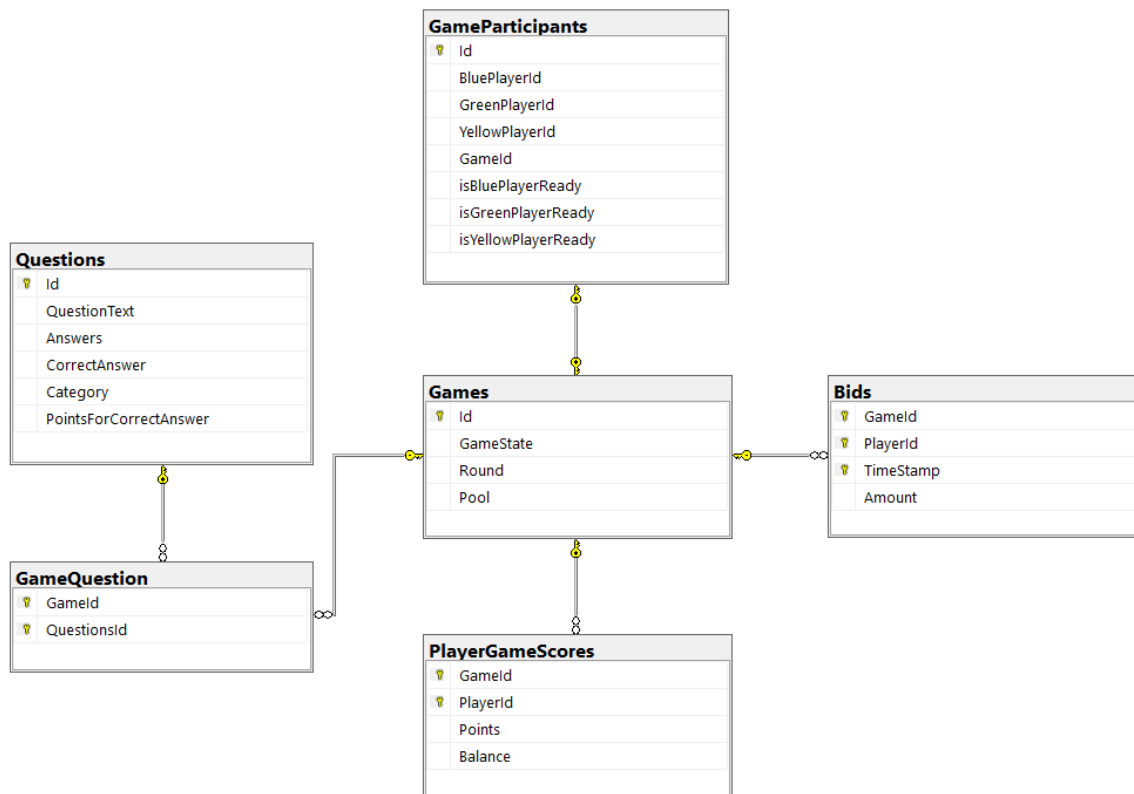 GameParticipants
Id
BluePlayerId
GreenPlayerId
YellowPlayerId
GameId
isBluePlayerReady
isGreenPlayerReady
isYellowPlayerReady
Questions
Id
QuestionText
Answers
CorrectAnswer
Category
PointsForCorrectAnswer
Games
Id
GameState
Round
Pool
Bids
GameId
PlayerId
TimeStamp
Amount
GameQuestion
GameId
QuestionsId
PlayerGameScores
GameId
PlayerId
Points
Balance